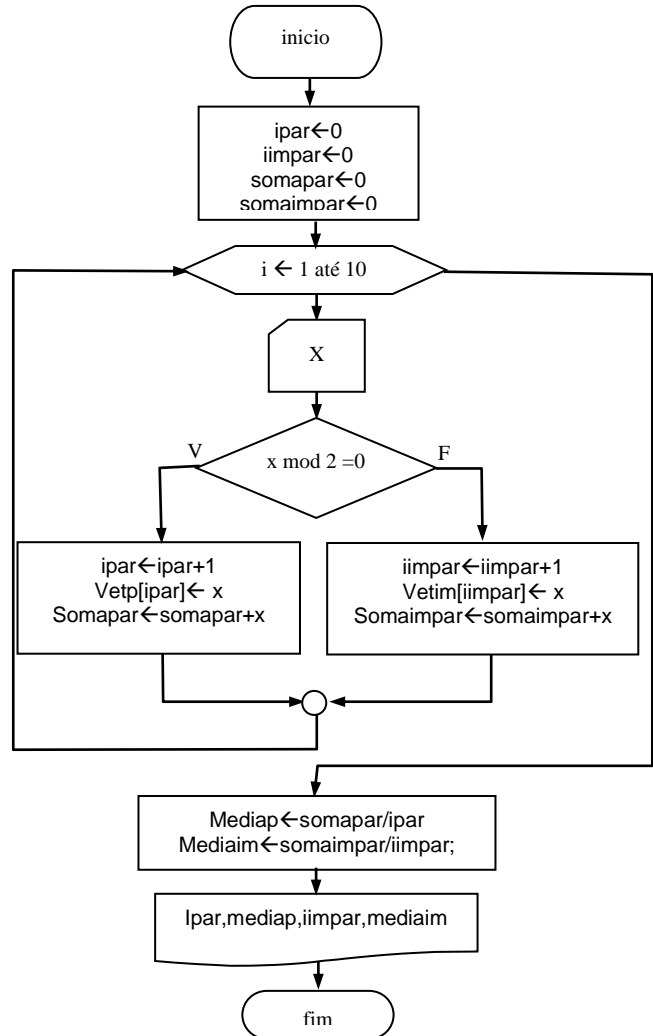 inicio
ipar←0
iimpar←0
somapar←0
somaimpar←0
i ← 1 até 10
X
V
x mod 2 =0
F
ipar←ipar+1
Vetp[ipar]← x
Somapar←somapar+x
iimpar←iimpar+1
Vetim[iimpar]← x
Somaimpar←somaimpar+x
Mediap←somapar/ipar
Mediaim←somaimpar/iimpar;
Ipar,mediap,iimpar,mediaim
fim